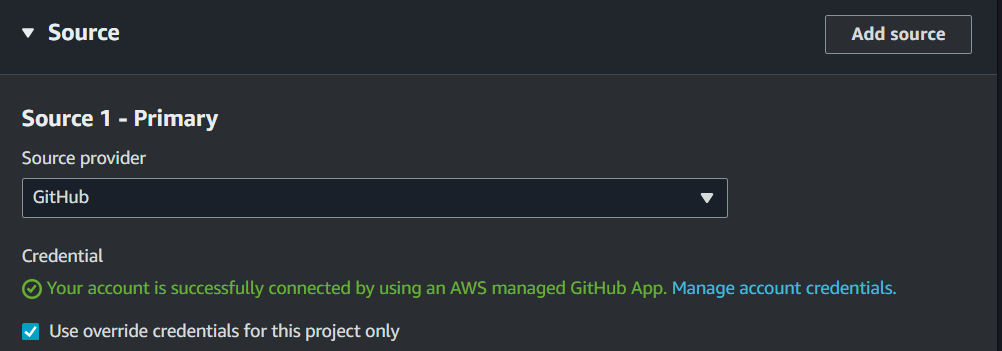 Source
Add source
Source 1 - Primary
Source provider
GitHub
Credential
Your account is successfully connected by using an AWS managed GitHub App. Manage account credentials.
Use override credentials for this project only